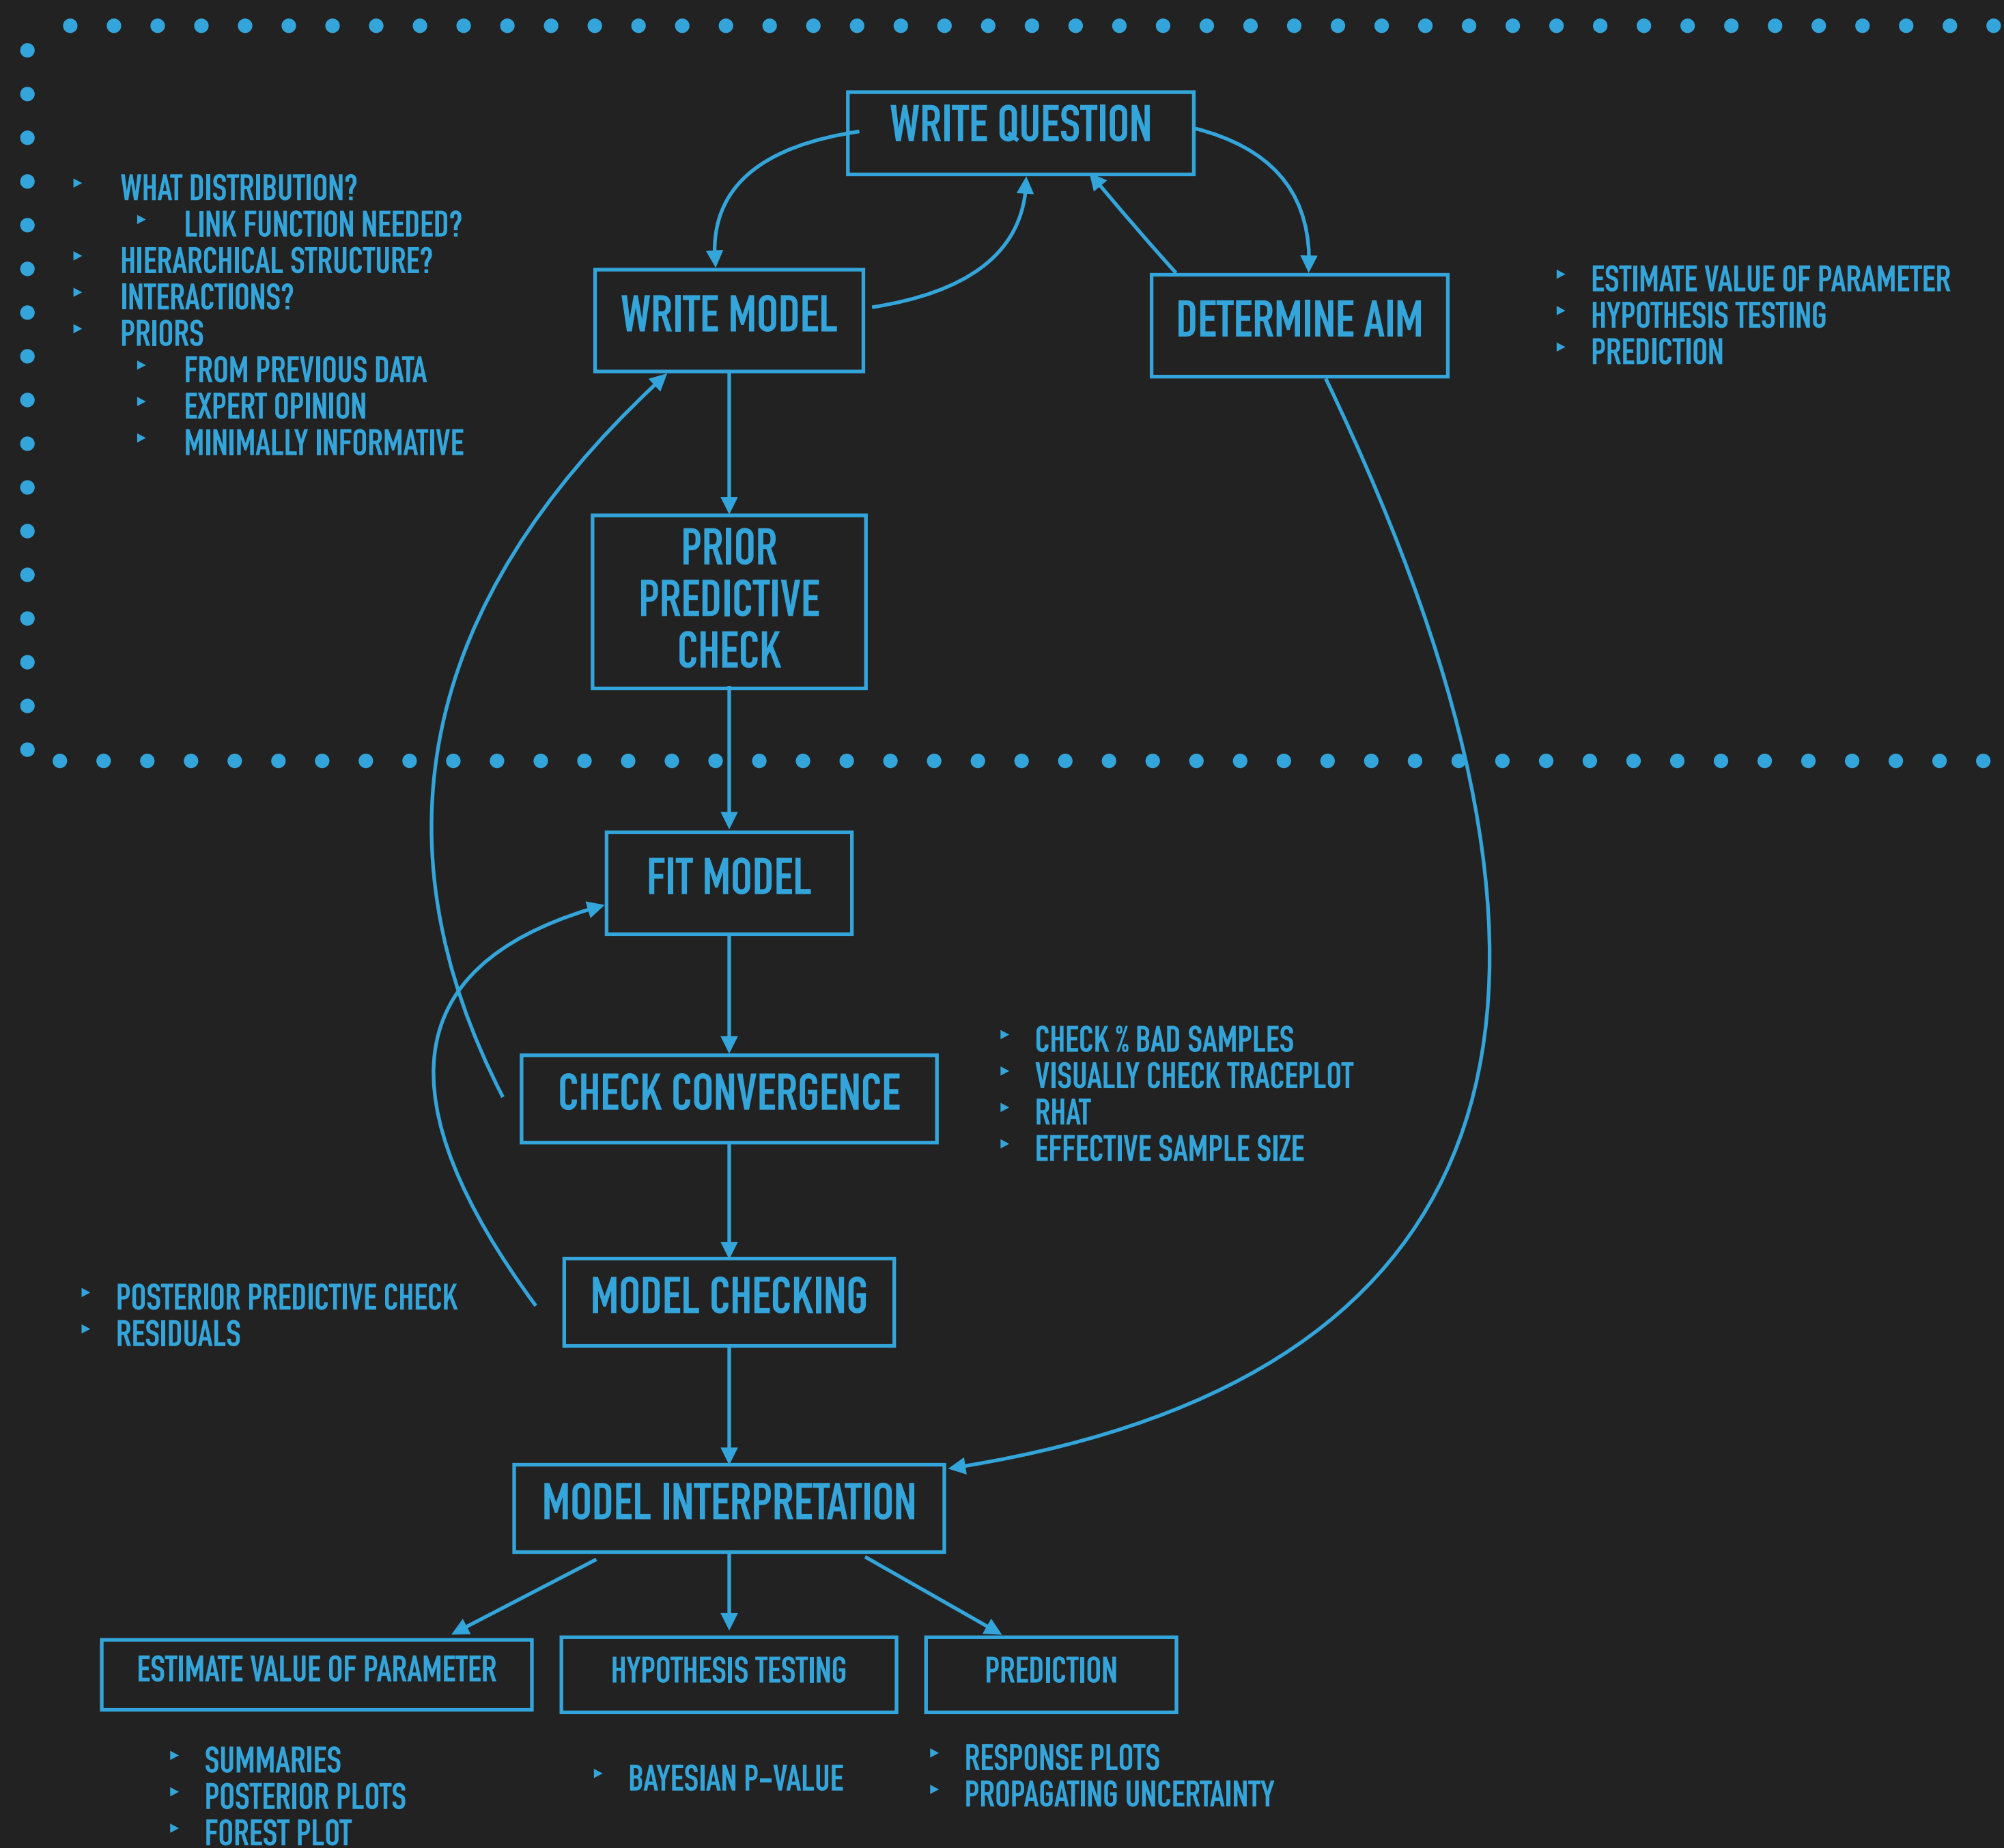 WRITE QUESTION
WHAT DISTRIBUTION?
LINK FUNCTION NEEDED?
HIERARCHICAL STRUCTURE?
INTERACTIONS?
PRIORS
FROM PREVIOUS DATA
EXPERT OPINION
MINIMALLY INFORMATIVE
WRITE MODEL
DETERMINE AIM
ESTIMATE VALUE OF PARAMETER
HYPOTHESIS TESTING
PREDICTION
PRIOR
PREDICTIVE
CHECK
FIT MODEL
CHECK CONVERGENCE
CHECK % BAD SAMPLES
VISUALLY CHECK TRACEPLOT
RHAT
EFFECTIVE SAMPLE SIZE
POSTERIOR PREDICTIVE CHECK
RESIDUALS
MODEL CHECKING
MODEL INTERPRETATION
ESTIMATE VALUE OF PARAMETER
HYPOTHESIS TESTING
PREDICTION
SUMMARIES
POSTERIOR PLOTS
FOREST PLOT
BAYESIAN P-VALUE
RESPONSE PLOTS
PROPAGATING UNCERTAINTY